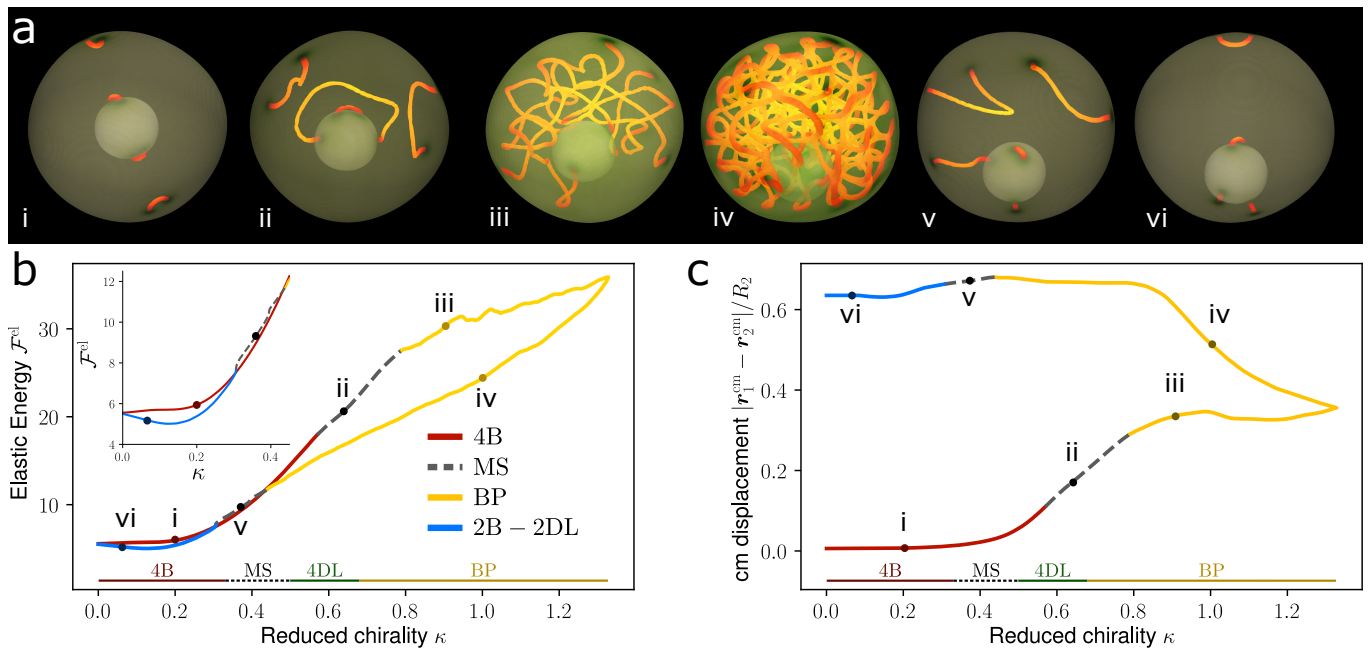 a
i
ii
iii
iv
v
vi
b
Elastic Energy 𝓕^el
30
20
10
𝓕^el
12
10
8
6
4
0.0
0.2
0.4
κ
vi
i
v
ii
iii
iv
4B
MS
BP
2B − 2DL
4B
MS
4DL
BP
0.0
0.2
0.4
0.6
0.8
1.0
1.2
Reduced chirality κ
c
cm displacement |𝒓₁^cm − 𝒓₂^cm|/R₂
0.6
0.4
0.2
0.0
vi
v
iv
iii
ii
i
4B
MS
4DL
BP
0.0
0.2
0.4
0.6
0.8
1.0
1.2
Reduced chirality κ